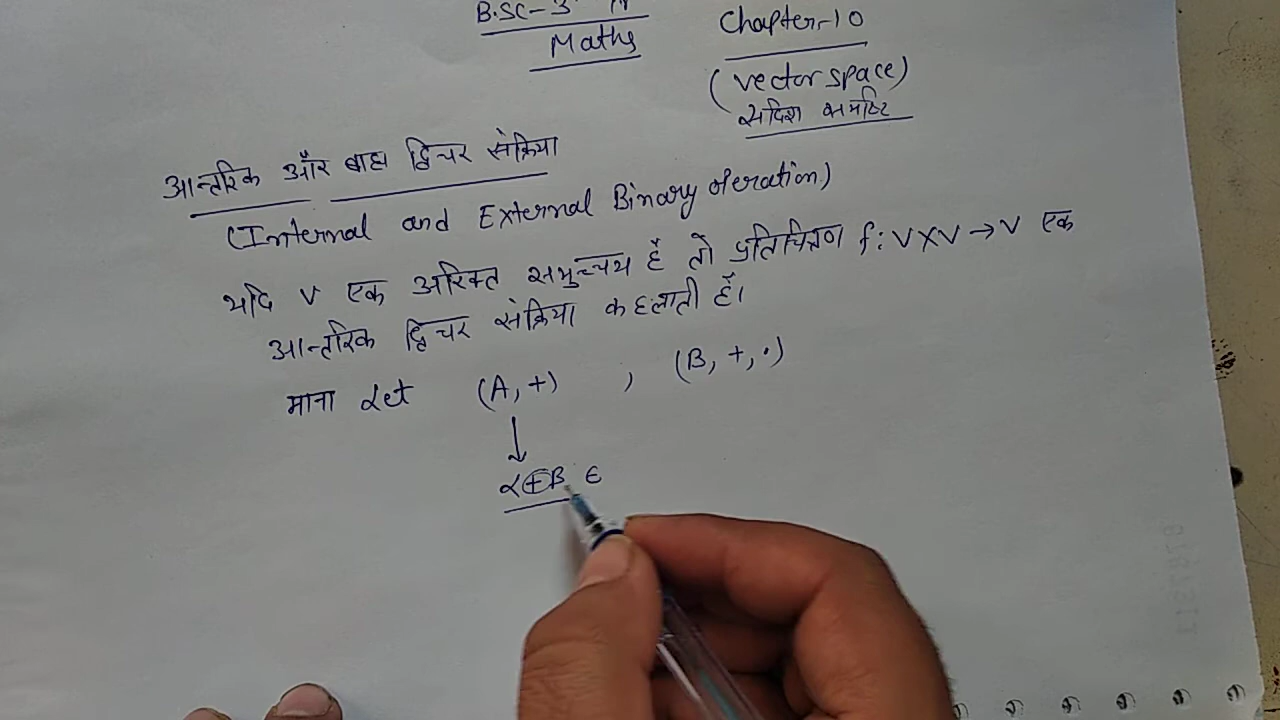 B.SC-3
Maths
Chapter-10
(vector space)
सदिश समष्टि
आन्तरिक और बाह्य द्विचर संक्रिया
(Internal and External Binary operation)
यदि V एक अरिक्त समुच्चय है तो प्रतिचित्रण f: V×V→V एक
आन्तरिक द्विचर संक्रिया कहलाती है।
माना Let (A, +) , (B, +, ·)
↓
α⊕β ∈